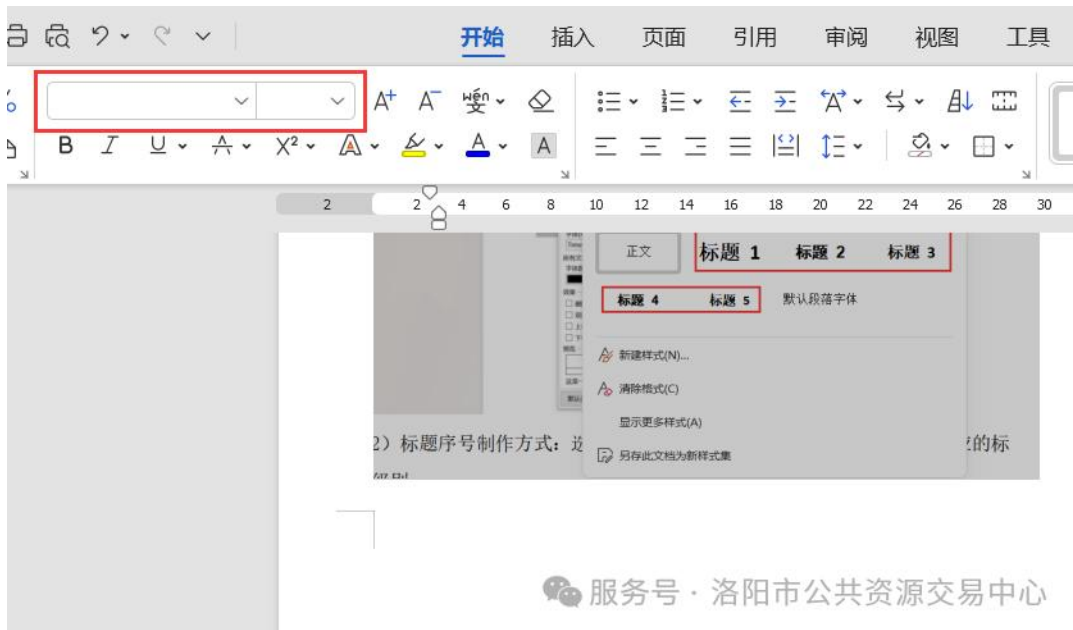 开始 插入 页面 引用 审阅 视图 工具
A+ A- wén 变
B I U A X² A A A
2 2 4 6 8 10 12 14 16 18 20 22 24 26 28 30
正文 标题 1 标题 2 标题 3
标题 4 标题 5 默认段落字体
新建样式(N)...
清除格式(C)
显示更多样式(A)
另存此文档为新样式集
2）标题序号制作方式：选 的标
服务号 · 洛阳市公共资源交易中心